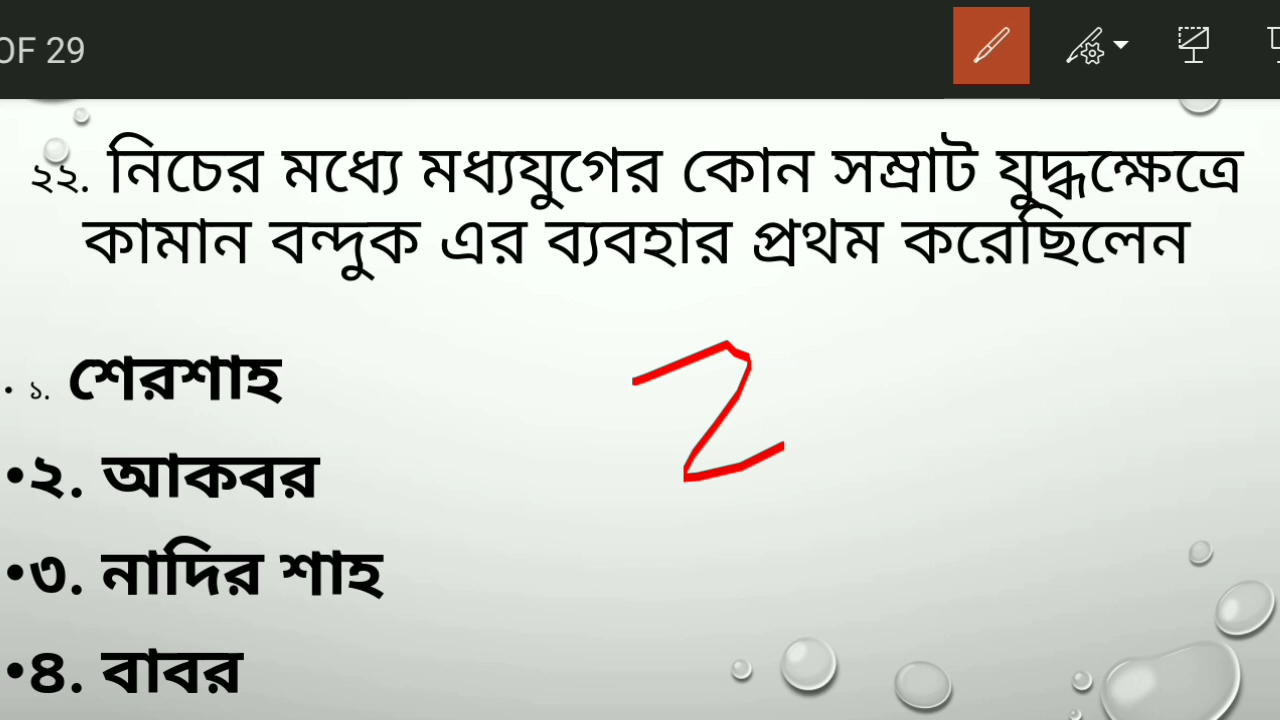 OF 29
২২. নিচের মধ্যে মধ্যযুগের কোন সম্রাট যুদ্ধক্ষেত্রে
কামান বন্দুক এর ব্যবহার প্রথম করেছিলেন
• ১. শেরশাহ
2
•২. আকবর
•৩. নাদির শাহ
•৪. বাবর